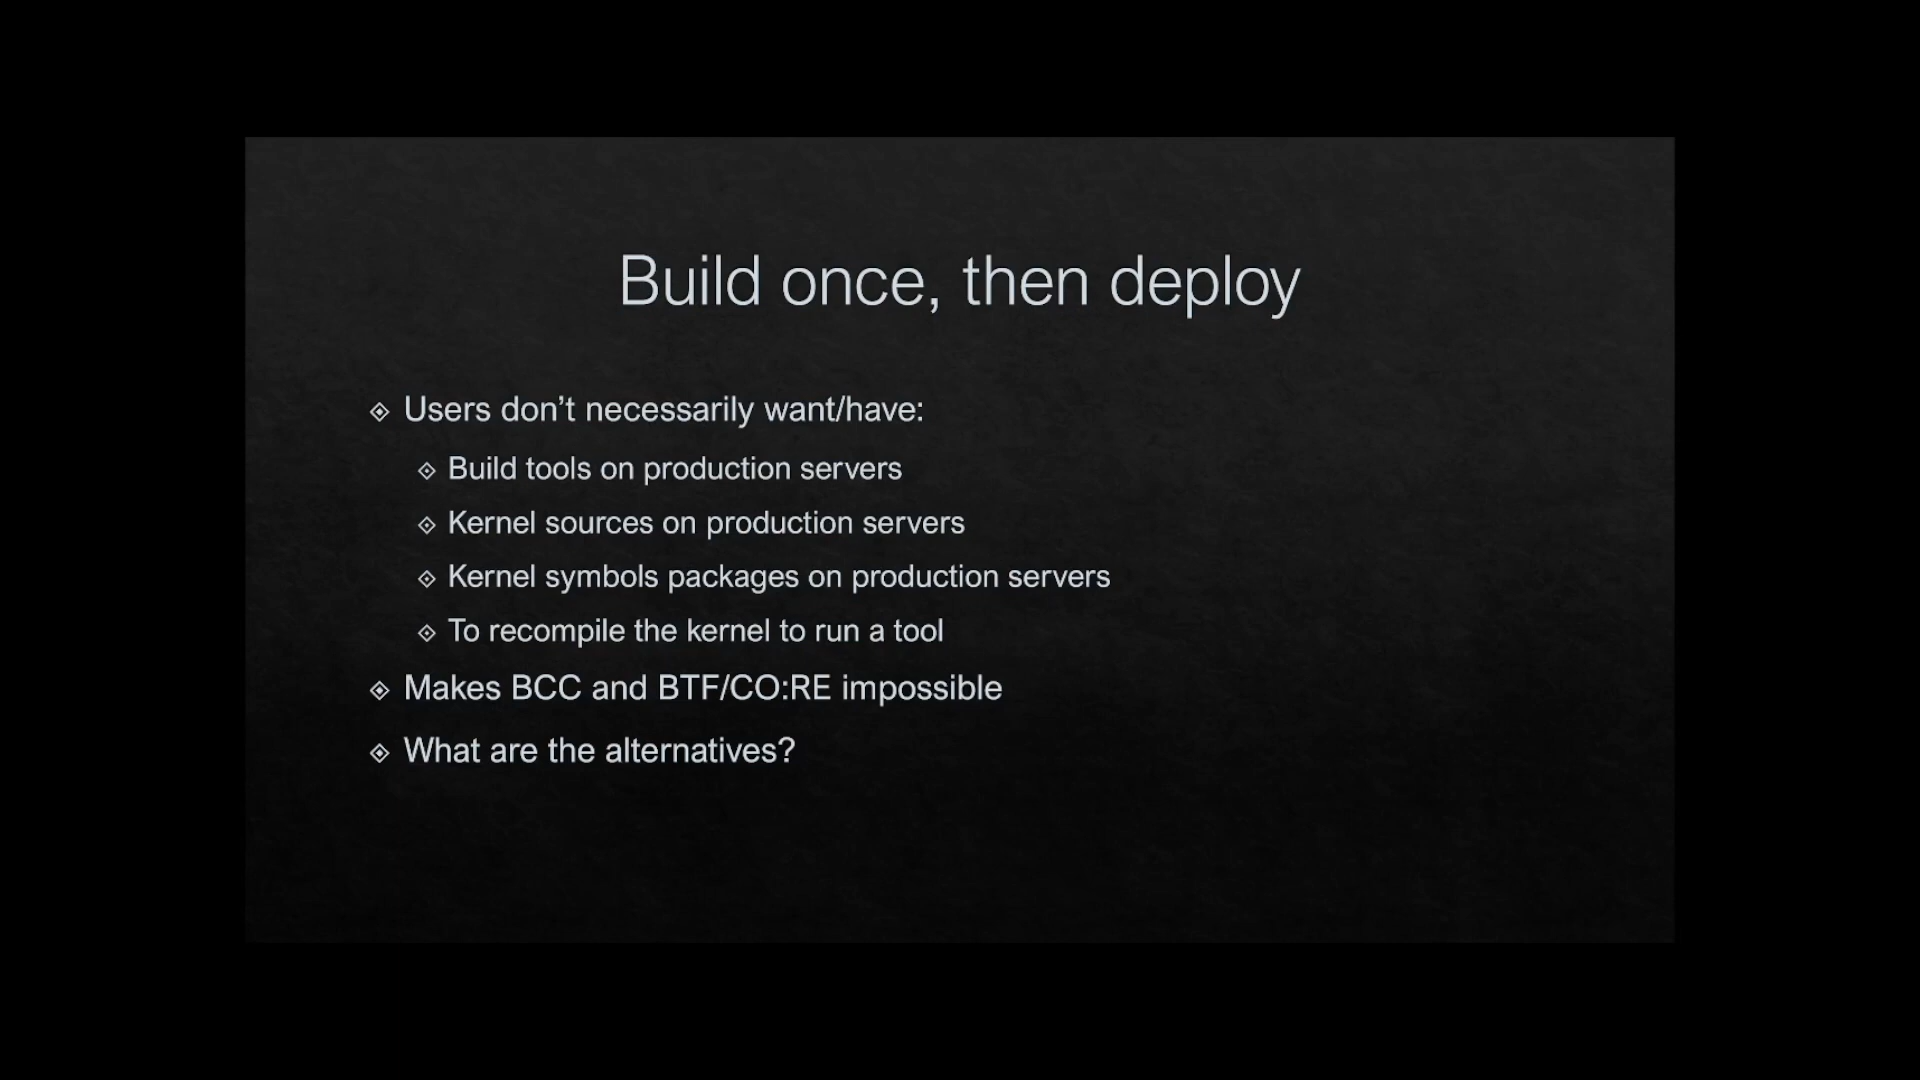 Build once, then deploy
Users don’t necessarily want/have:
Build tools on production servers
Kernel sources on production servers
Kernel symbols packages on production servers
To recompile the kernel to run a tool
Makes BCC and BTF/CO:RE impossible
What are the alternatives?